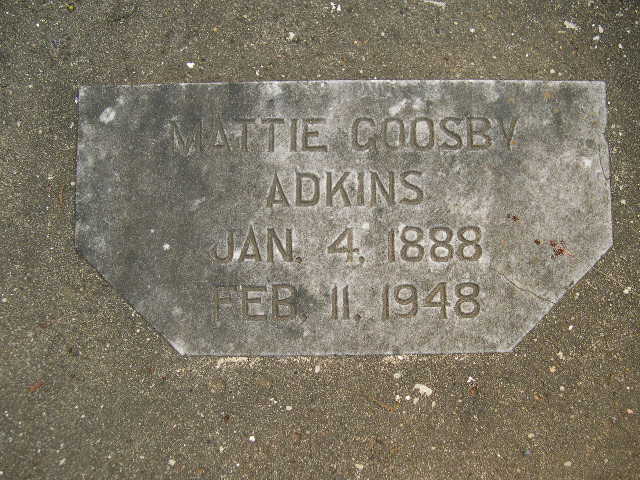 MATTIE GOOSBY
ADKINS
JAN. 4, 1888
FEB. 11, 1948